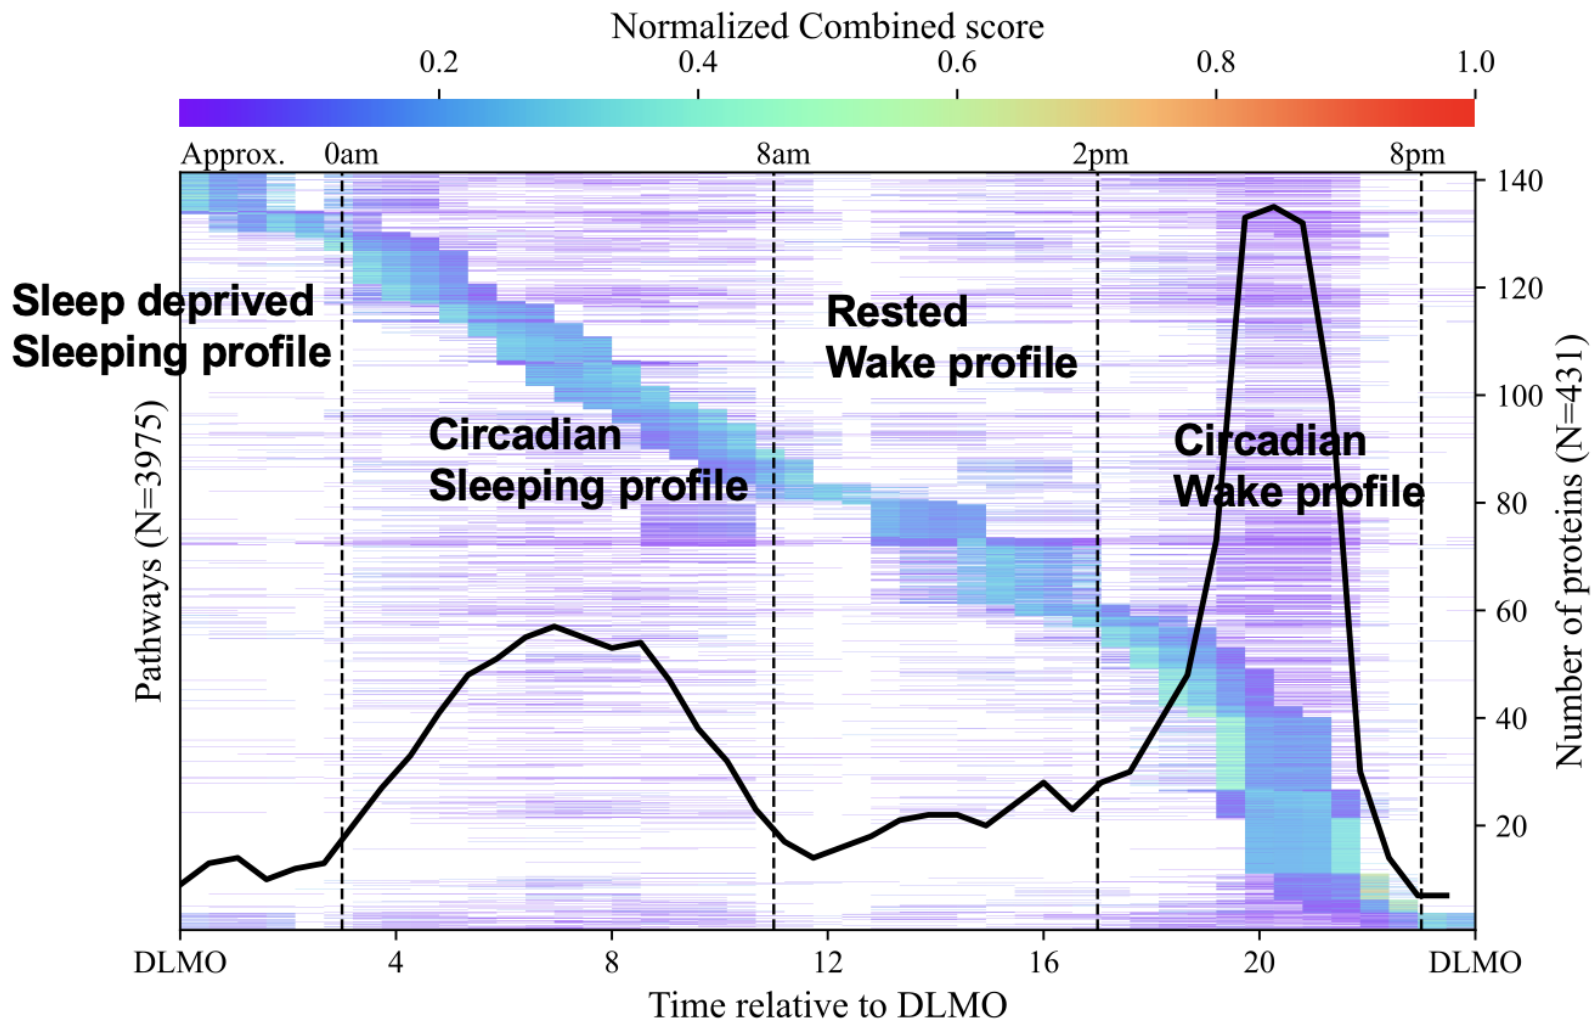 Normalized Combined score
0.2 0.4 0.6 0.8 1.0
Approx. 0am 8am 2pm 8pm
Sleep deprived
Sleeping profile
Circadian
Sleeping profile
Rested
Wake profile
Circadian
Wake profile
Pathways (N=3975)
140
120
100
80
60
40
20
Number of proteins (N=431)
DLMO 4 8 12 16 20 DLMO
Time relative to DLMO